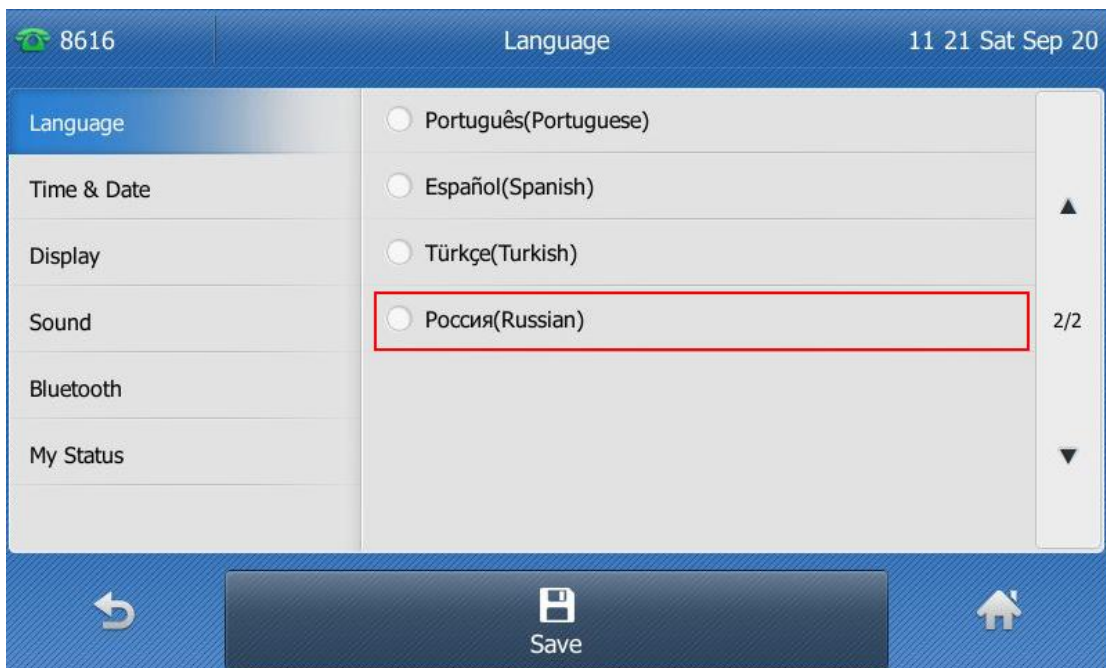 8616
Language
11 21 Sat Sep 20
Language
Time & Date
Display
Sound
Bluetooth
My Status
Português(Portuguese)
Español(Spanish)
Türkçe(Turkish)
Россия(Russian)
2/2
Save